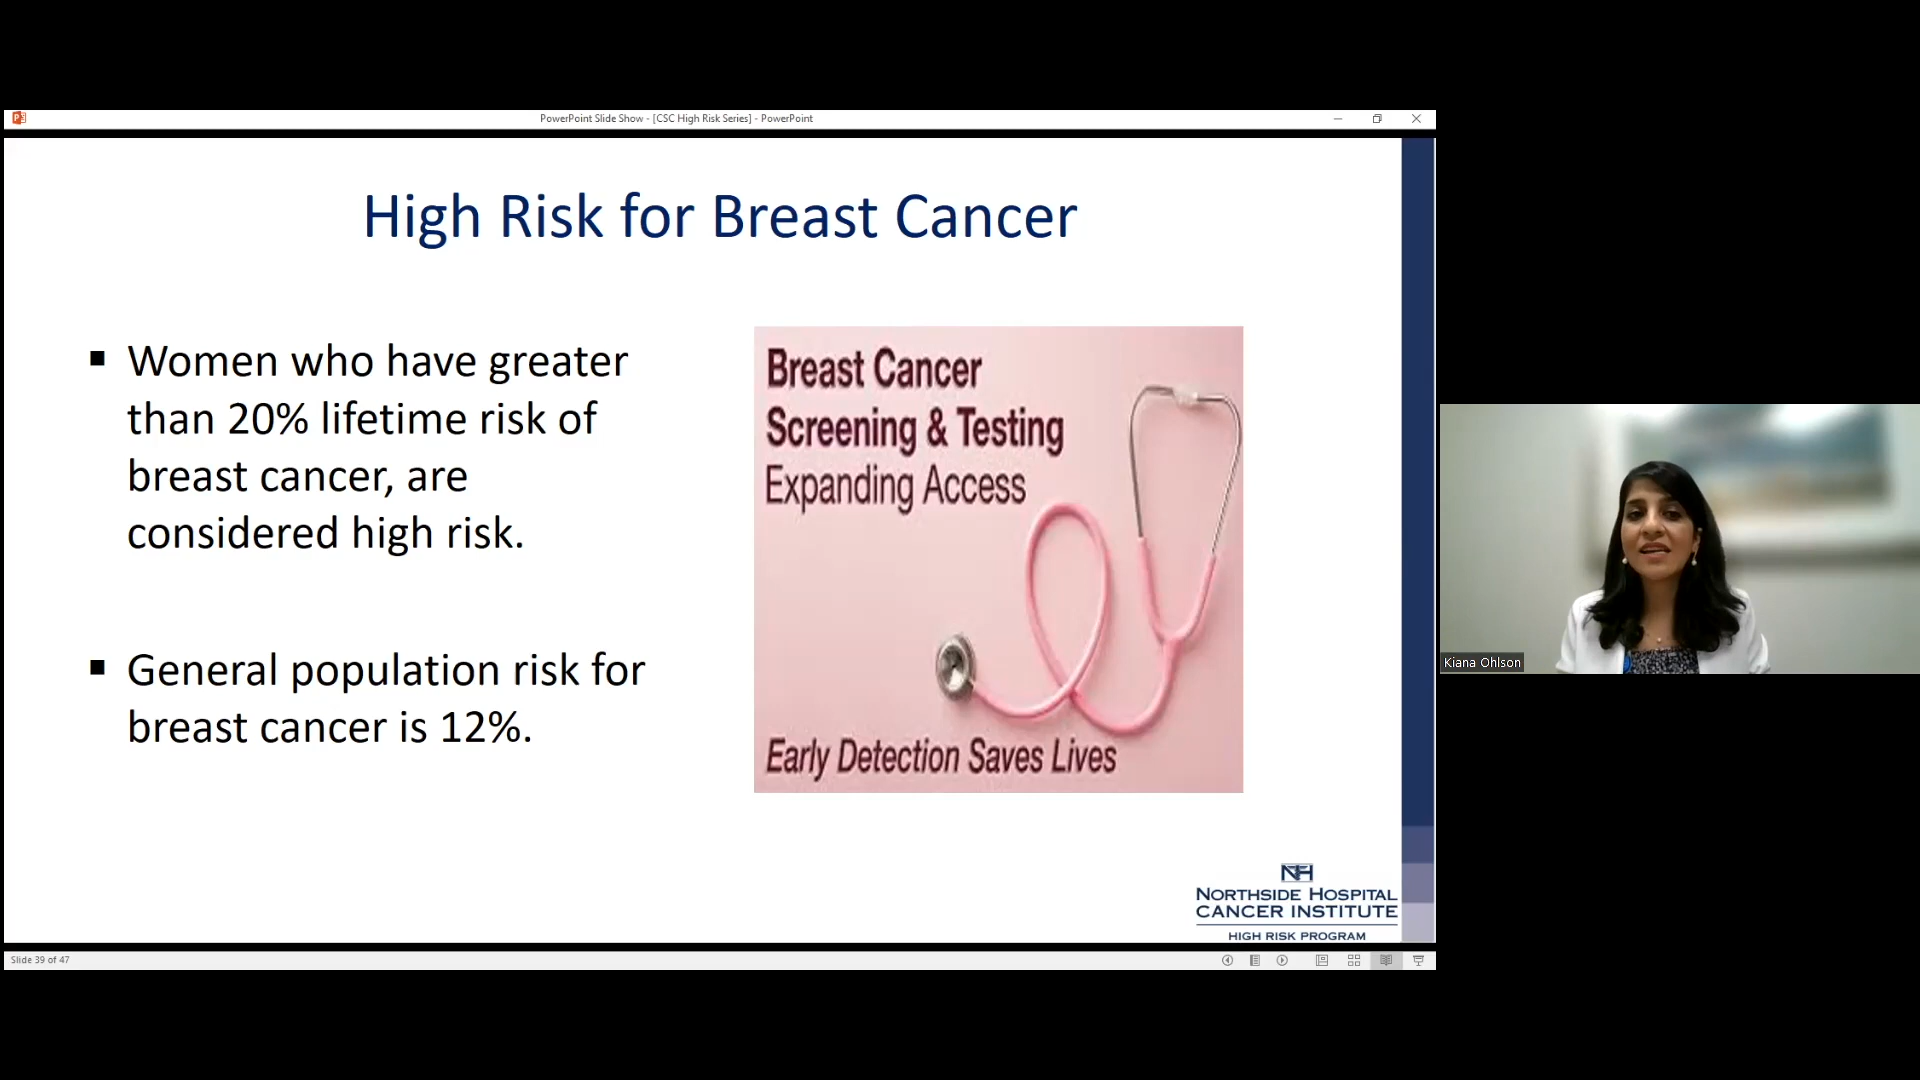 PowerPoint Slide Show - [CSC High Risk Series] - PowerPoint
High Risk for Breast Cancer
▪ Women who have greater
than 20% lifetime risk of
breast cancer, are
considered high risk.
▪ General population risk for
breast cancer is 12%.
Breast Cancer
Screening & Testing
Expanding Access
Early Detection Saves Lives
NH
NORTHSIDE HOSPITAL
CANCER INSTITUTE
HIGH RISK PROGRAM
Slide 39 of 47
Kiana Ohlson